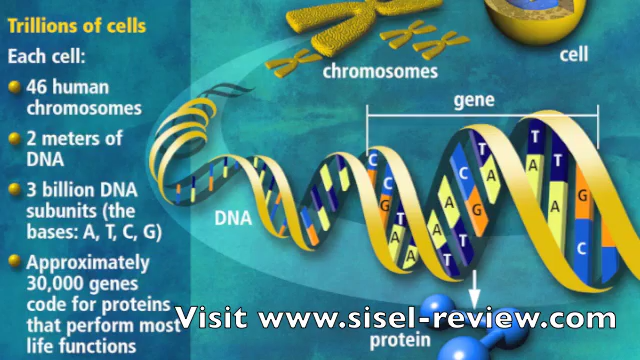 Trillions of cells
Each cell:
46 human
chromosomes
2 meters of
DNA
3 billion DNA
subunits (the
bases: A, T, C, G)
Approximately
30,000 genes
code for proteins
that perform most
life functions
chromosomes
cell
gene
DNA
C
C
G
T
A
A
A
T
C
T
G
T
A
T
A
T
A
G
C
protein
Visit www.sisel-review.com